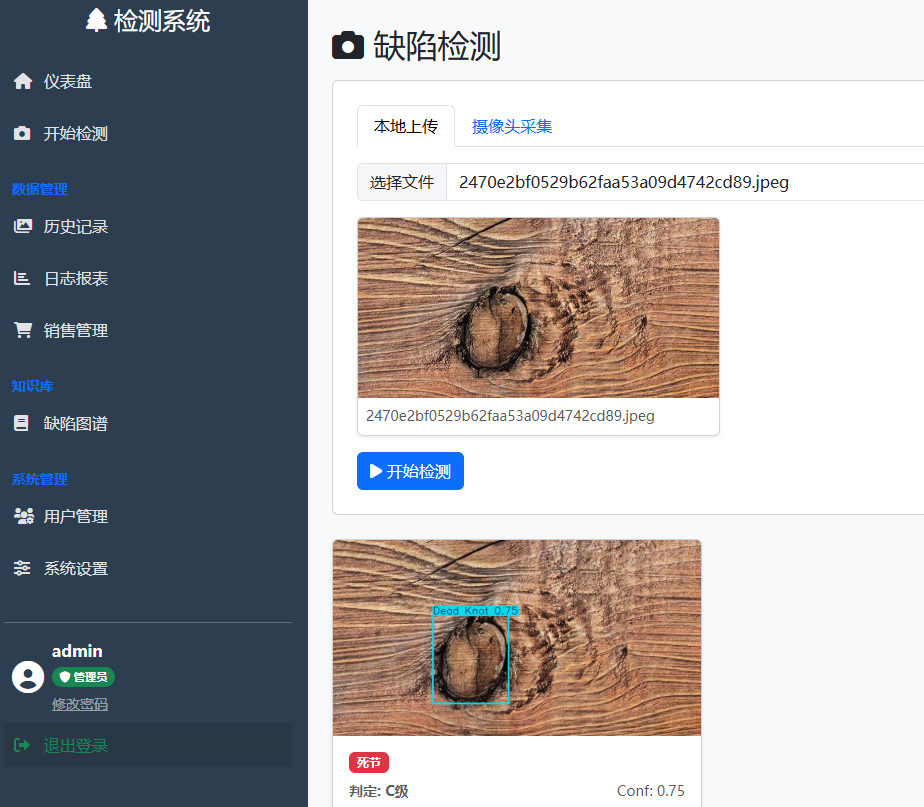 检测系统
仪表盘
开始检测
数据管理
历史记录
日志报表
销售管理
知识库
缺陷图谱
系统管理
用户管理
系统设置
admin
管理员
修改密码
退出登录
缺陷检测
本地上传 摄像头采集
选择文件 2470e2bf0529b62faa53a09d4742cd89.jpeg
2470e2bf0529b62faa53a09d4742cd89.jpeg
开始检测
Dead Knot 0.75
死节
判定: C级 Conf: 0.75